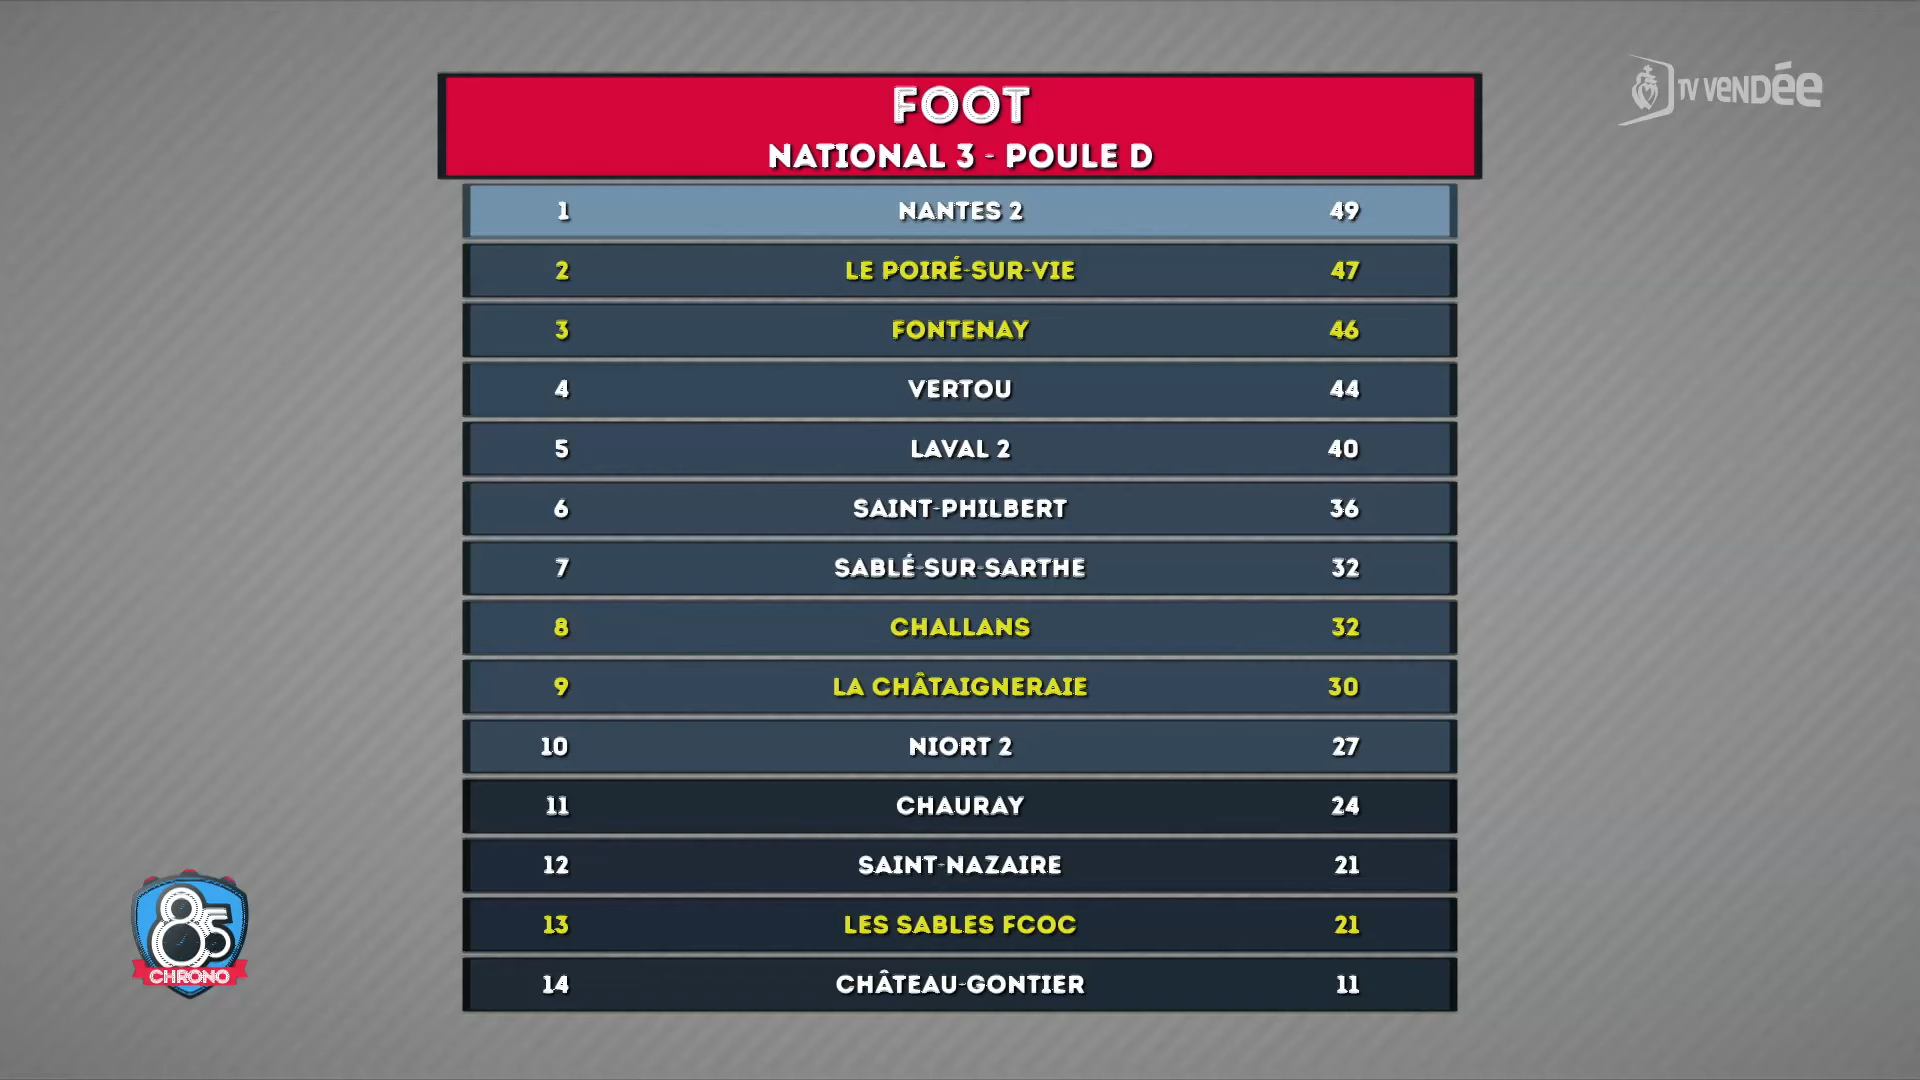 FOOT
NATIONAL 3 - POULE D
TV VENDÉE
1 NANTES 2 49
2 LE POIRÉ-SUR-VIE 47
3 FONTENAY 46
4 VERTOU 44
5 LAVAL 2 40
6 SAINT-PHILBERT 36
7 SABLÉ-SUR-SARTHE 32
8 CHALLANS 32
9 LA CHÂTAIGNERAIE 30
10 NIORT 2 27
11 CHAURAY 24
12 SAINT-NAZAIRE 21
13 LES SABLES FCOC 21
14 CHÂTEAU-GONTIER 11
85
CHRONO